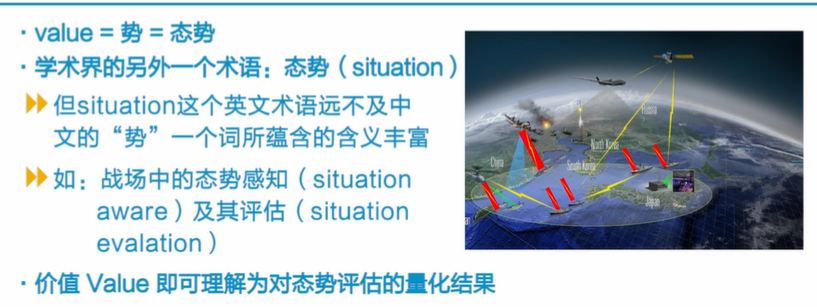 · value = 势 = 态势
· 学术界的另外一个术语：态势（situation）
但situation这个英文术语远不及中
文的“势”一个词所蕴含的含义丰富
如：战场中的态势感知（situation
aware）及其评估（situation
evalation）
· 价值 Value 即可理解为对态势评估的量化结果
Russia
North Korea
China
South Korea
Japan